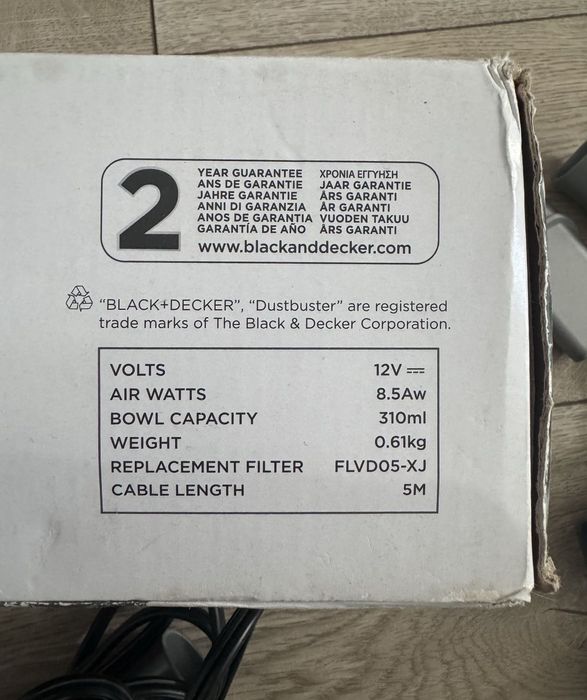 2
YEAR GUARANTEE ΧΡΟΝΙΑ ΕΓΓΥΗΣΗ
ANS DE GARANTIE JAAR GARANTIE
JAHRE GARANTIE ÅRS GARANTI
ANNI DI GARANZIA ÅR GARANTI
ANOS DE GARANTIA VUODEN TAKUU
GARANTÍA DE AÑO ÅRS GARANTI
www.blackanddecker.com
“BLACK+DECKER”, “Dustbuster” are registered
trade marks of The Black & Decker Corporation.
VOLTS 12V
AIR WATTS 8.5Aw
BOWL CAPACITY 310ml
WEIGHT 0.61kg
REPLACEMENT FILTER FLVD05-XJ
CABLE LENGTH 5M